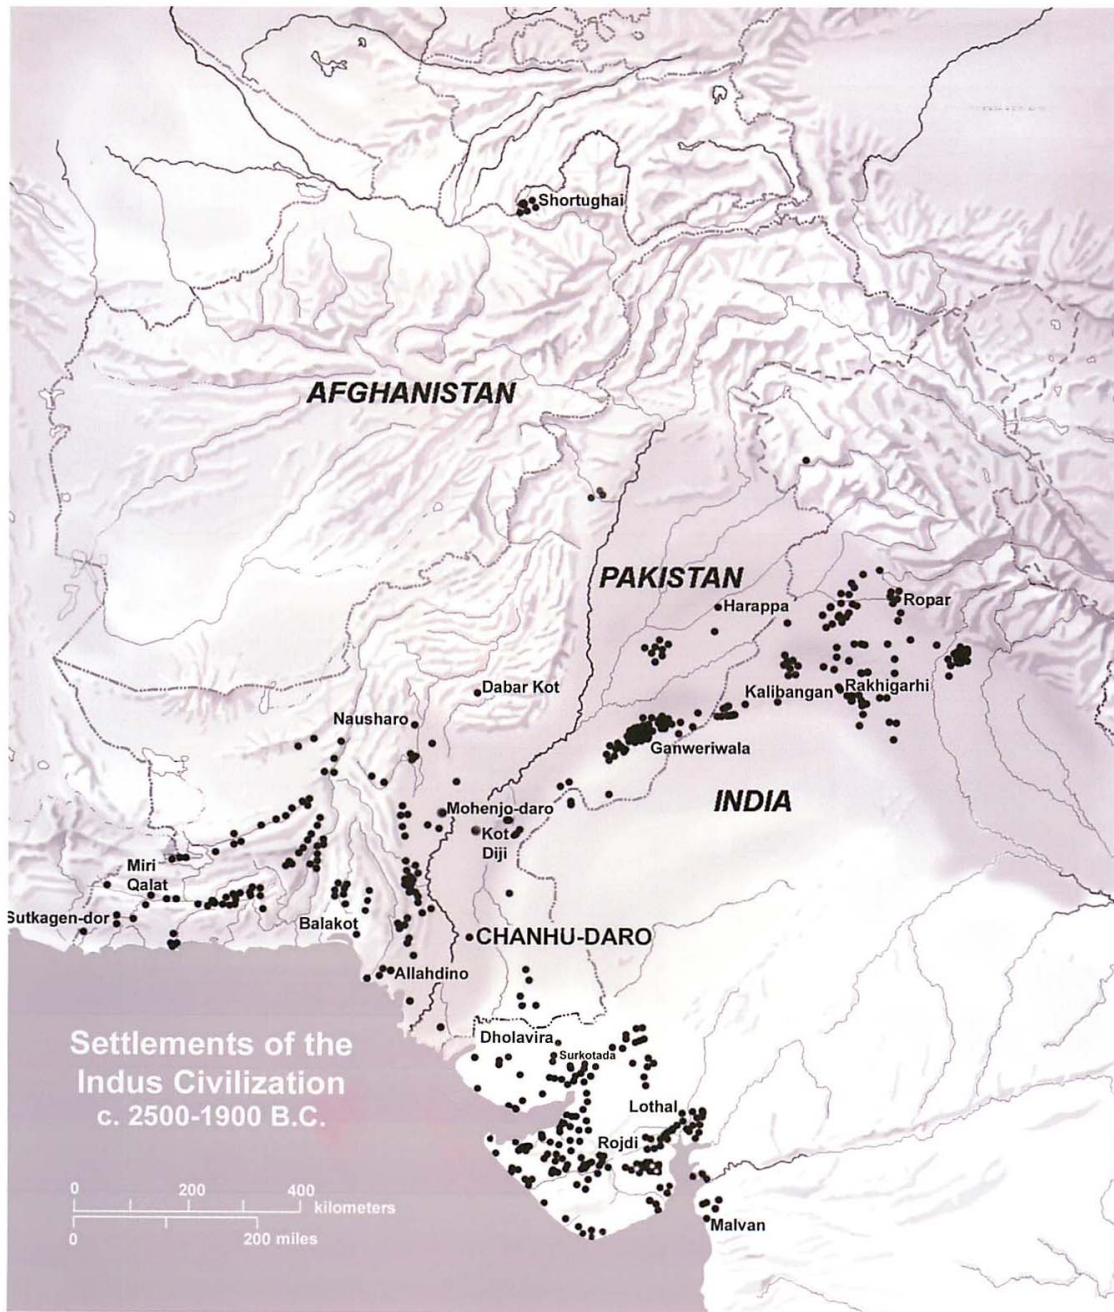 Shortughai
AFGHANISTAN
PAKISTAN
Harappa
Ropar
Dabar Kot
Kalibangan
Rakhigarhi
Nausharo
Ganweriwala
INDIA
Mohenjo-daro
Kot
Diji
Miri
Qalat
Sutkagen-dor
Balakot
CHANHU-DARO
Allahdino
Dholavira
Surkotada
Settlements of the
Indus Civilization
c. 2500-1900 B.C.
Lothal
Rojdi
0 200 400
kilometers
0 200 miles
Malvan